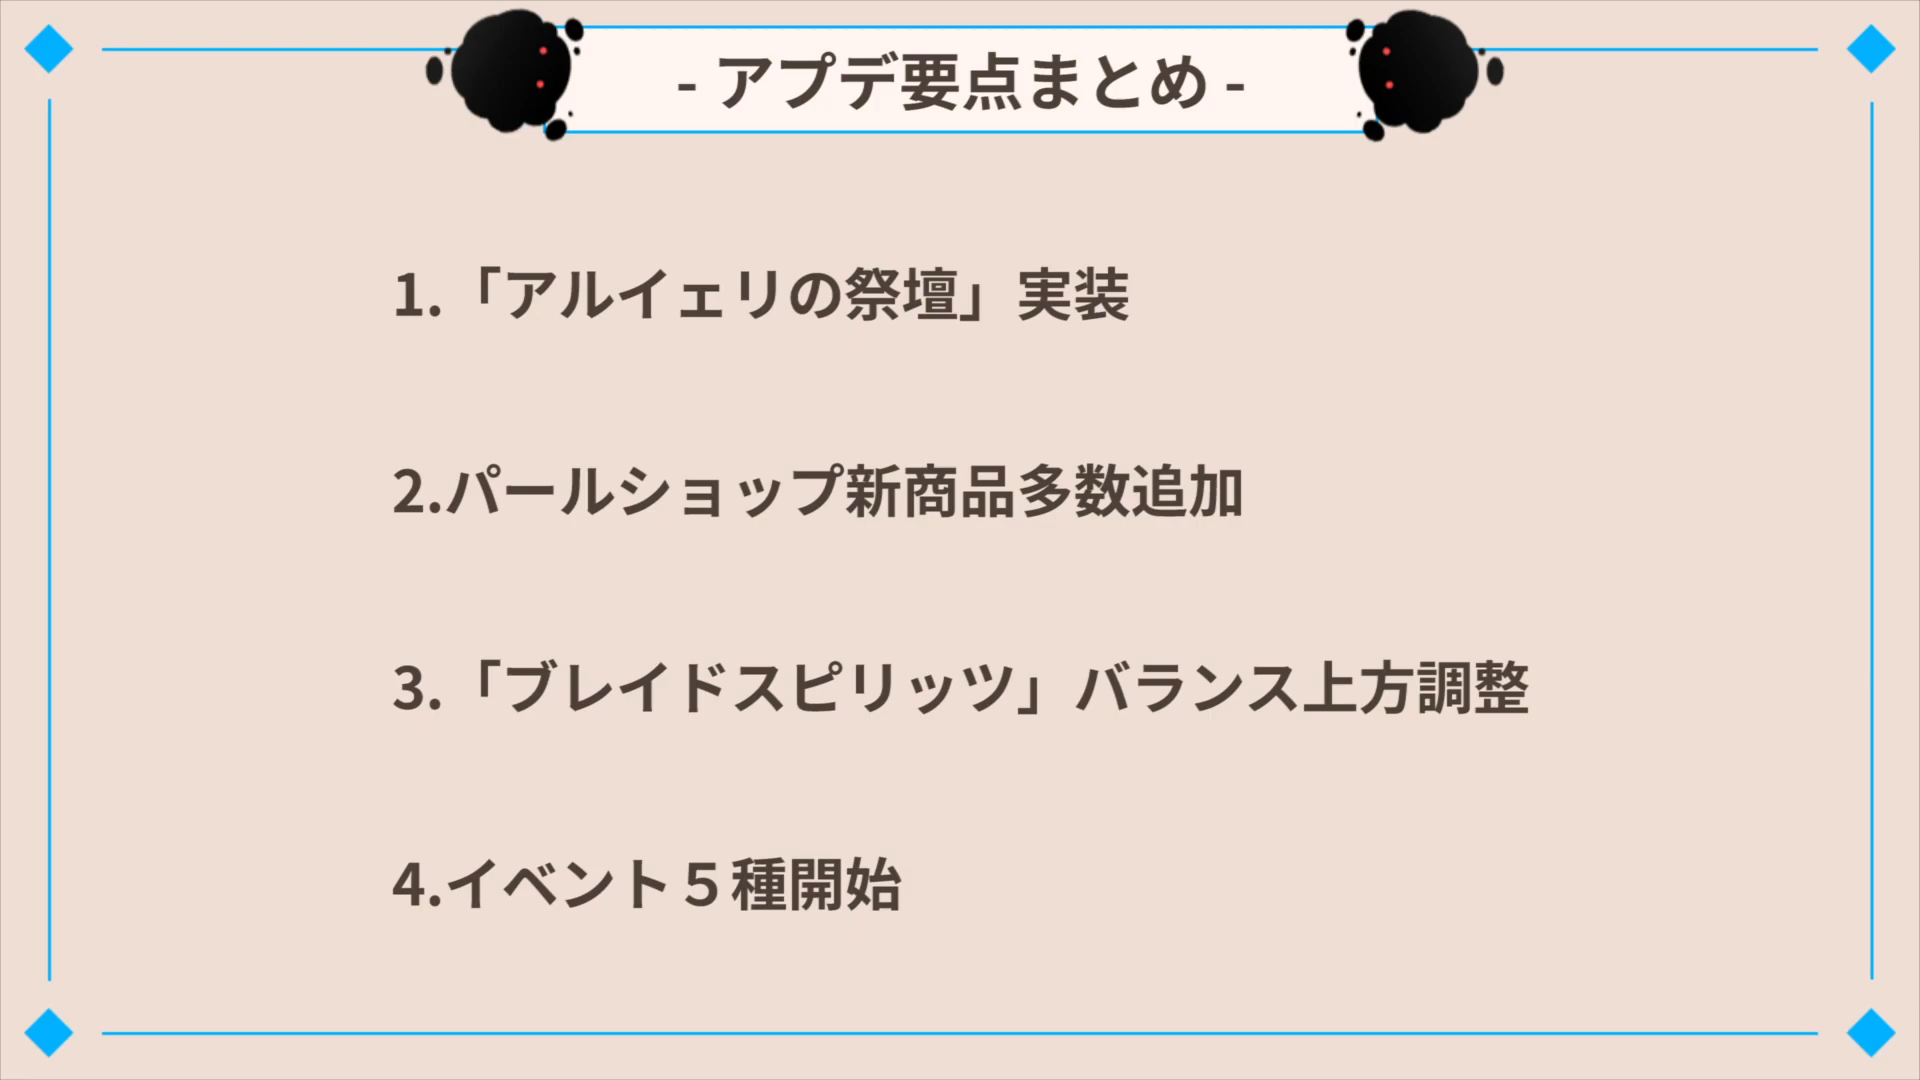 - アプデ要点まとめ -
1.「アルイェリの祭壇」実装
2.パールショップ新商品多数追加
3.「ブレイドスピリッツ」バランス上方調整
4.イベント５種開始